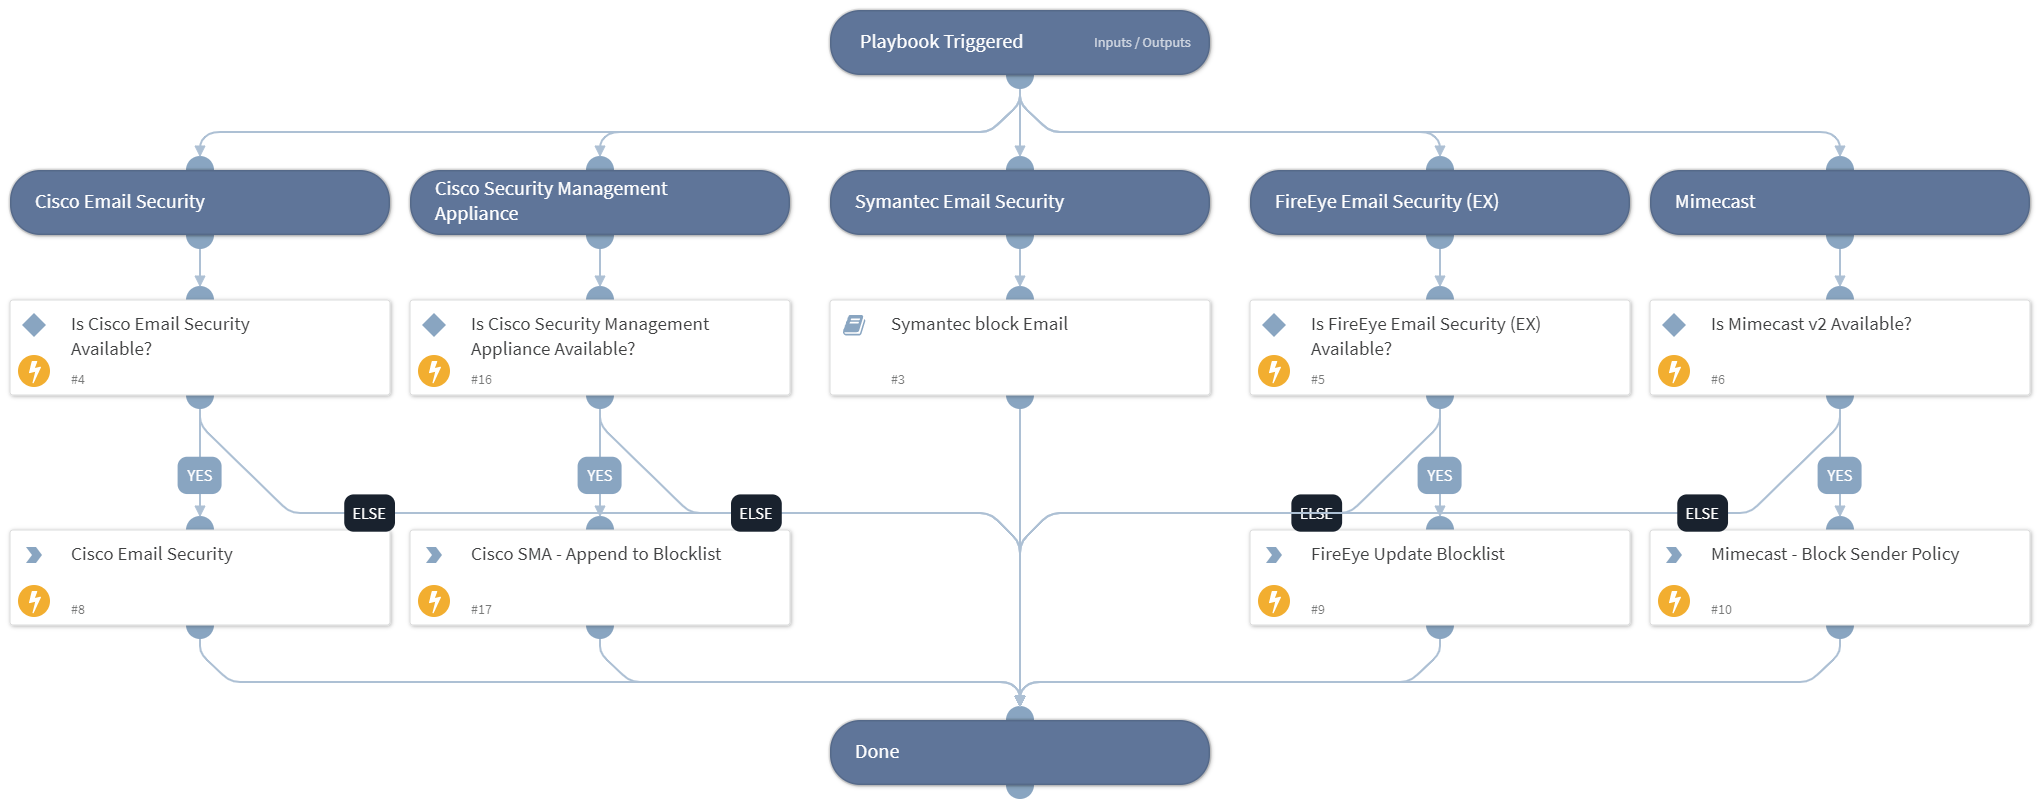 Playbook Triggered
Inputs / Outputs
Cisco Email Security
Cisco Security Management
Appliance
Symantec Email Security
FireEye Email Security (EX)
Mimecast
Is Cisco Email Security
Available?
#4
Is Cisco Security Management
Appliance Available?
#16
Symantec block Email
#3
Is FireEye Email Security (EX)
Available?
#5
Is Mimecast v2 Available?
#6
YES
YES
YES
YES
ELSE
ELSE
ELSE
ELSE
Cisco Email Security
#8
Cisco SMA - Append to Blocklist
#17
FireEye Update Blocklist
#9
Mimecast - Block Sender Policy
#10
Done